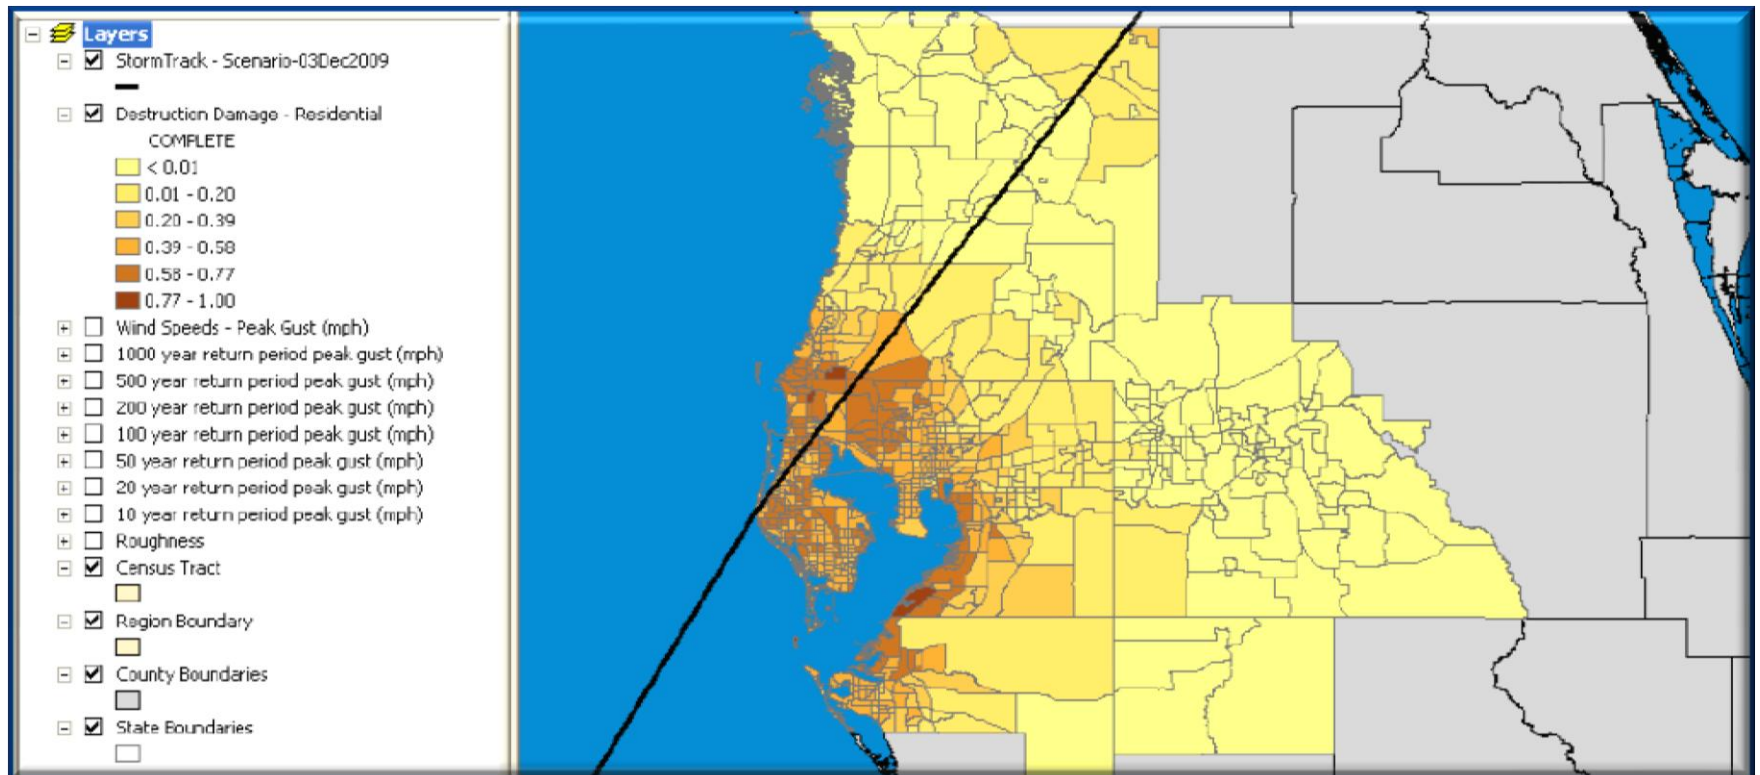 Layers
StormTrack - Scenario-03Dec2009
Destruction Damage - Residential
COMPLETE
< 0.01
0.01 - 0.20
0.20 - 0.39
0.39 - 0.58
0.58 - 0.77
0.77 - 1.00
Wind Speeds - Peak Gust (mph)
1000 year return period peak gust (mph)
500 year return period peak gust (mph)
200 year return period peak gust (mph)
100 year return period peak gust (mph)
50 year return period peak gust (mph)
20 year return period peak gust (mph)
10 year return period peak gust (mph)
Roughness
Census Tract
Region Boundary
County Boundaries
State Boundaries